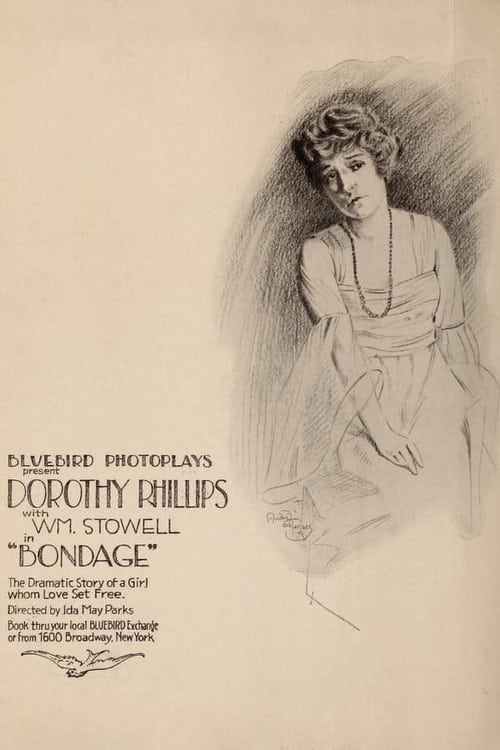 BLUEBIRD PHOTOPLAYS
present
DOROTHY PHILLIPS
with
WM. STOWELL
in
"BONDAGE"
The Dramatic Story of a Girl
whom Love Set Free.
Directed by Ida May Parks
Book thru your local BLUEBIRD Exchange
or from 1600 Broadway, New York